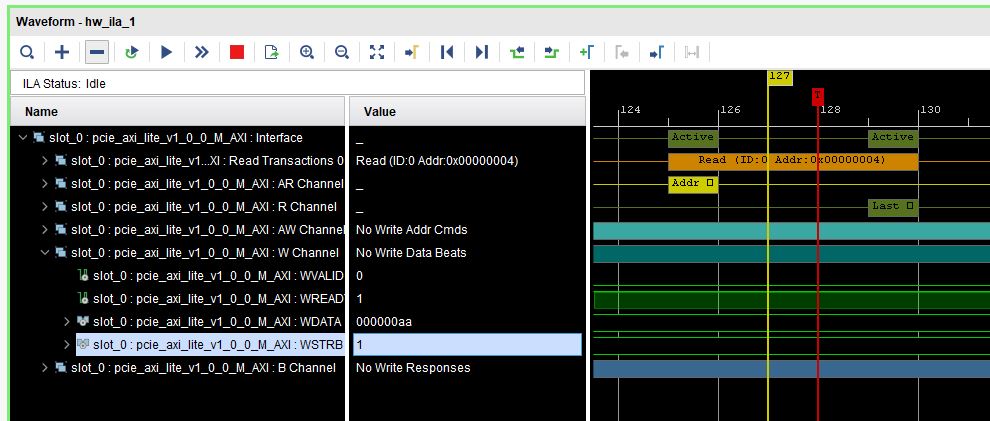 Waveform - hw_ila_1
ILA Status: Idle
Name Value
127
T
124 126 128 130
slot_0 : pcie_axi_lite_v1_0_0_M_AXI : Interface _ Active Active
slot_0 : pcie_axi_lite_v1...XI : Read Transactions 0 Read (ID:0 Addr:0x00000004) Read (ID:0 Addr:0x00000004)
slot_0 : pcie_axi_lite_v1_0_0_M_AXI : AR Channel _ Addr
slot_0 : pcie_axi_lite_v1_0_0_M_AXI : R Channel _ Last
slot_0 : pcie_axi_lite_v1_0_0_M_AXI : AW Channel No Write Addr Cmds
slot_0 : pcie_axi_lite_v1_0_0_M_AXI : W Channel No Write Data Beats
slot_0 : pcie_axi_lite_v1_0_0_M_AXI : WVALID 0
slot_0 : pcie_axi_lite_v1_0_0_M_AXI : WREADY 1
slot_0 : pcie_axi_lite_v1_0_0_M_AXI : WDATA 000000aa
slot_0 : pcie_axi_lite_v1_0_0_M_AXI : WSTRB 1
slot_0 : pcie_axi_lite_v1_0_0_M_AXI : B Channel No Write Responses